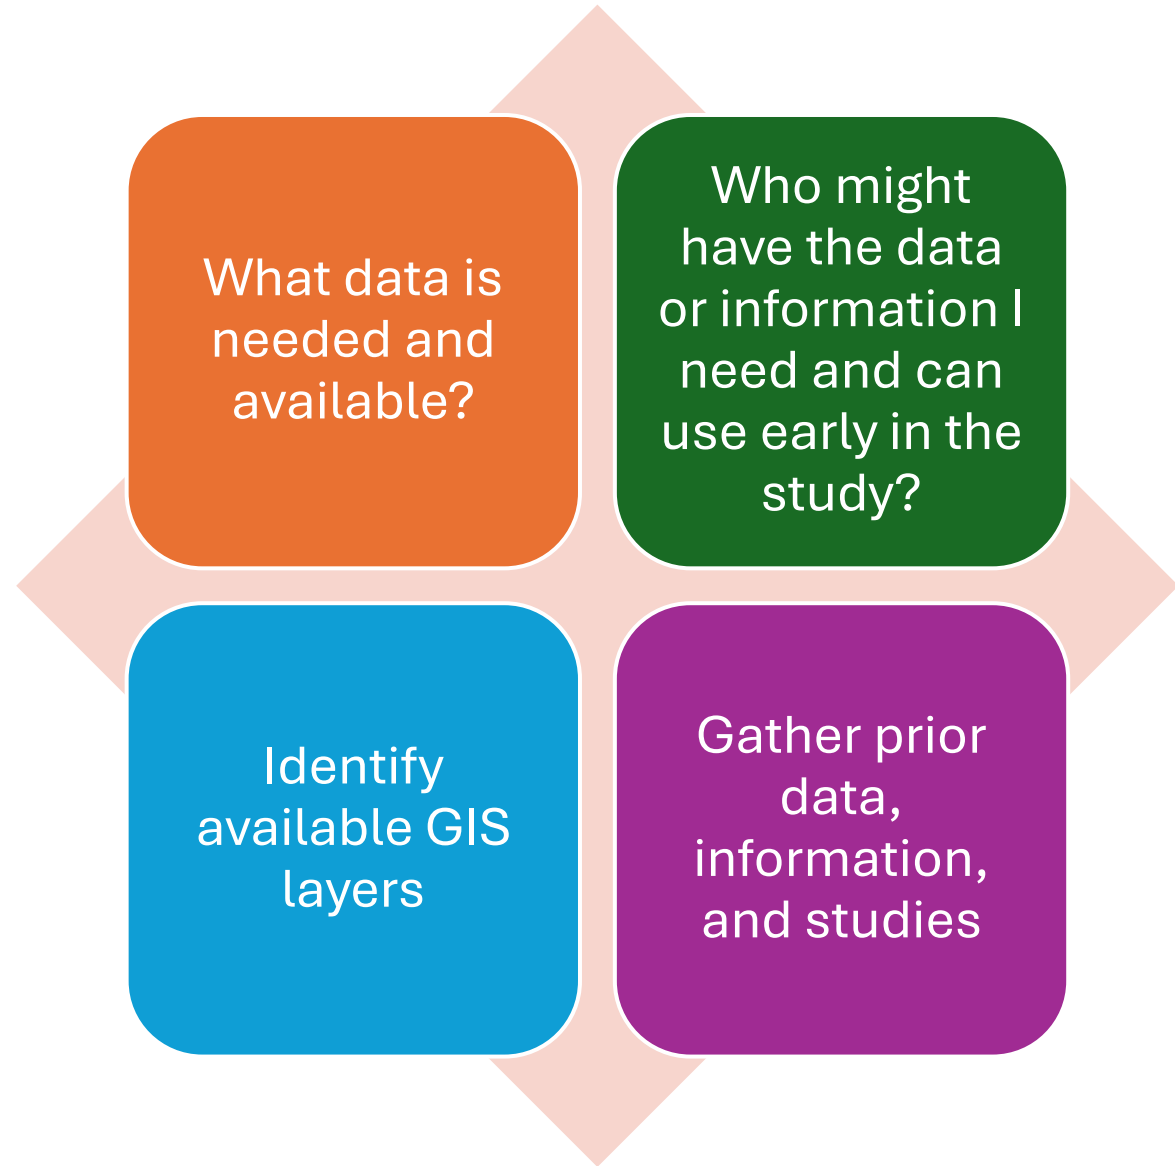 What data is
needed and
available?
Who might
have the data
or information I
need and can
use early in the
study?
Identify
available GIS
layers
Gather prior
data,
information,
and studies